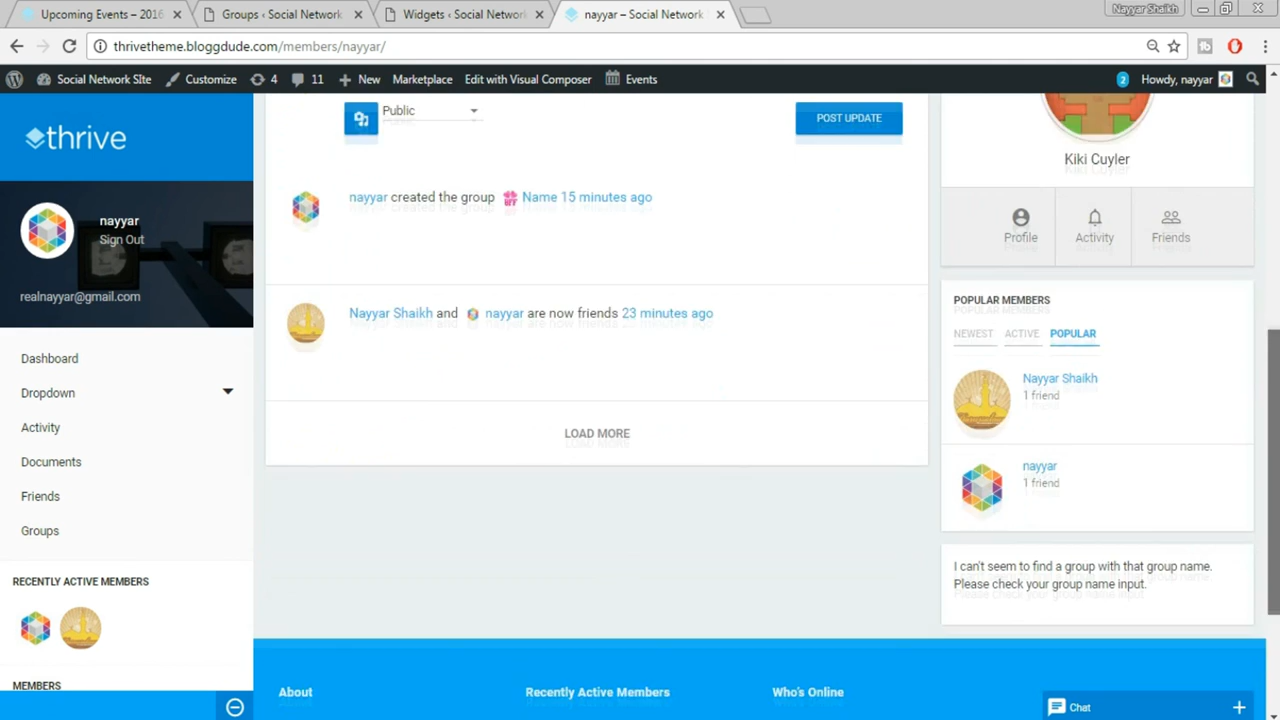 Upcoming Events – 2016
Groups ‹ Social Network
Widgets ‹ Social Network
nayyar – Social Network
Nayyar Shaikh
thrivetheme.bloggdude.com/members/nayyar/
Social Network SIte
Customize
4
11
New
Marketplace
Edit with Visual Composer
Events
2
Howdy, nayyar
thrive
nayyar
Sign Out
realnayyar@gmail.com
Dashboard
Dropdown
Activity
Documents
Friends
Groups
RECENTLY ACTIVE MEMBERS
MEMBERS
Public
POST UPDATE
nayyar created the group Name 15 minutes ago
Nayyar Shaikh and nayyar are now friends 23 minutes ago
LOAD MORE
Kiki Cuyler
Profile
Activity
Friends
POPULAR MEMBERS
NEWEST ACTIVE POPULAR
Nayyar Shaikh
1 friend
nayyar
1 friend
I can't seem to find a group with that group name.
Please check your group name input.
About
Recently Active Members
Who's Online
Chat